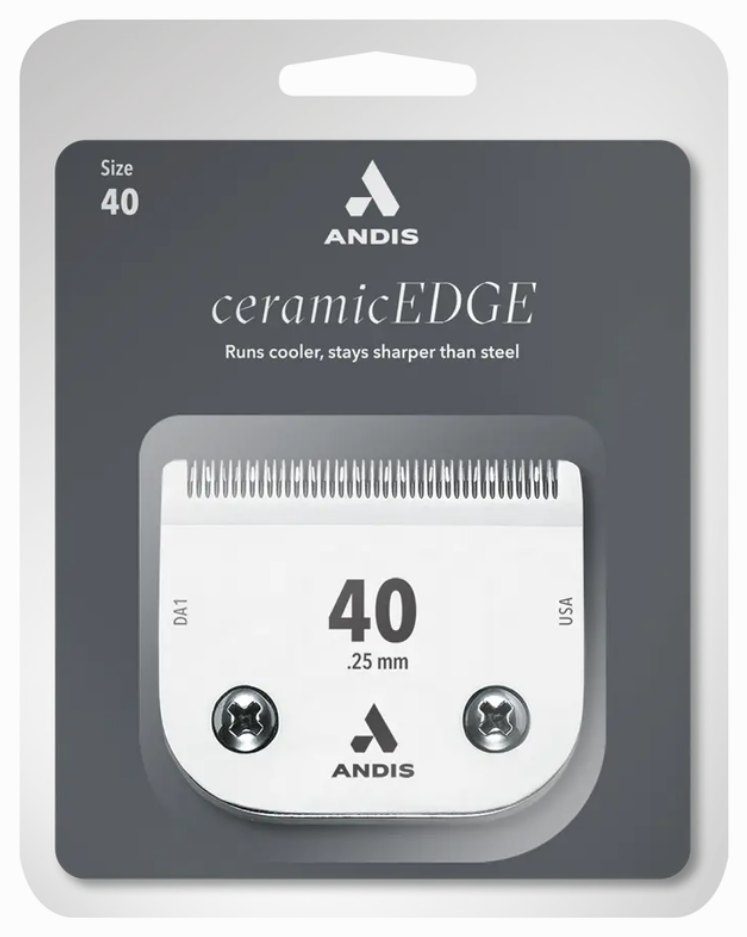 Size
40
ANDIS
ceramicEDGE
Runs cooler, stays sharper than steel
DA1
40
.25 mm
USA
ANDIS